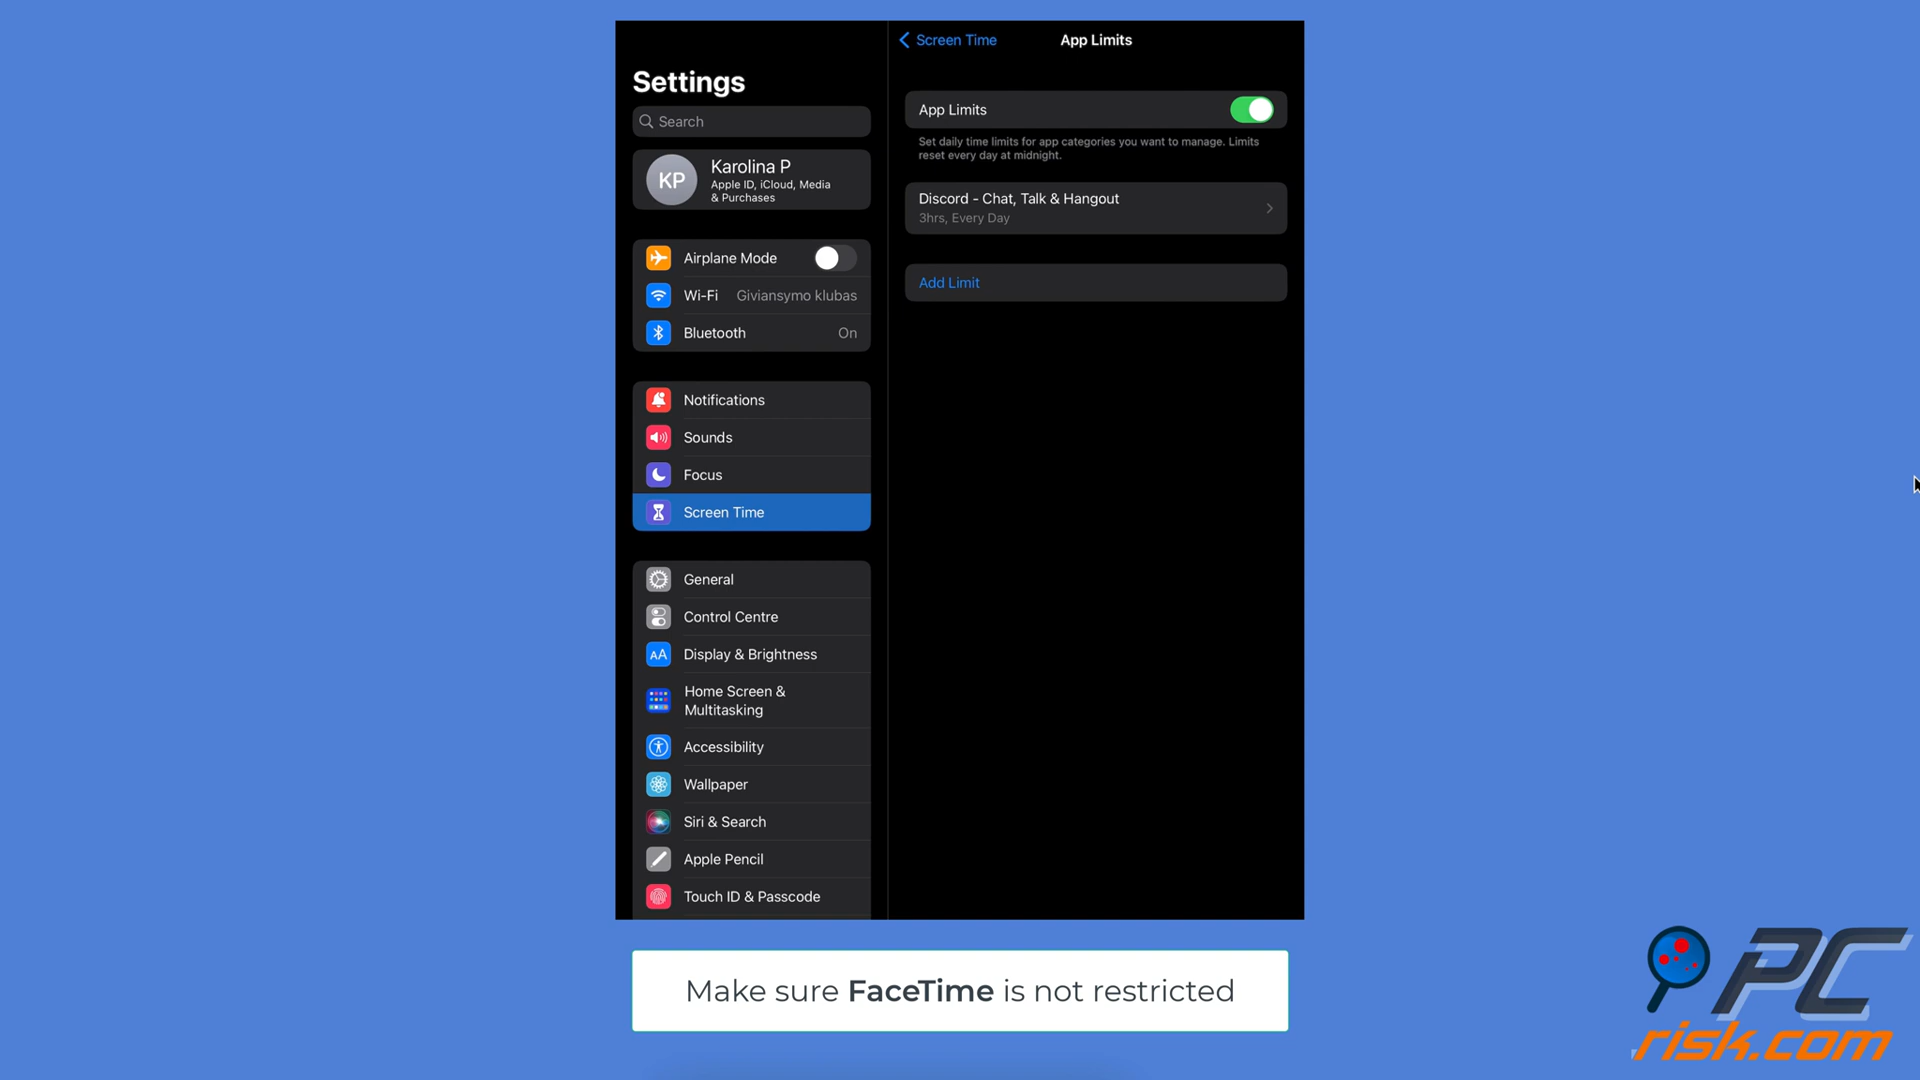 Settings
Search
KP
Karolina P
Apple ID, iCloud, Media
& Purchases
Airplane Mode
Wi-Fi Giviansymo klubas
Bluetooth On
Notifications
Sounds
Focus
Screen Time
General
Control Centre
AA Display & Brightness
Home Screen &
Multitasking
Accessibility
Wallpaper
Siri & Search
Apple Pencil
Touch ID & Passcode
Screen Time App Limits
App Limits
Set daily time limits for app categories you want to manage. Limits
reset every day at midnight.
Discord - Chat, Talk & Hangout
3hrs, Every Day
Add Limit
Make sure FaceTime is not restricted
PC
risk.com